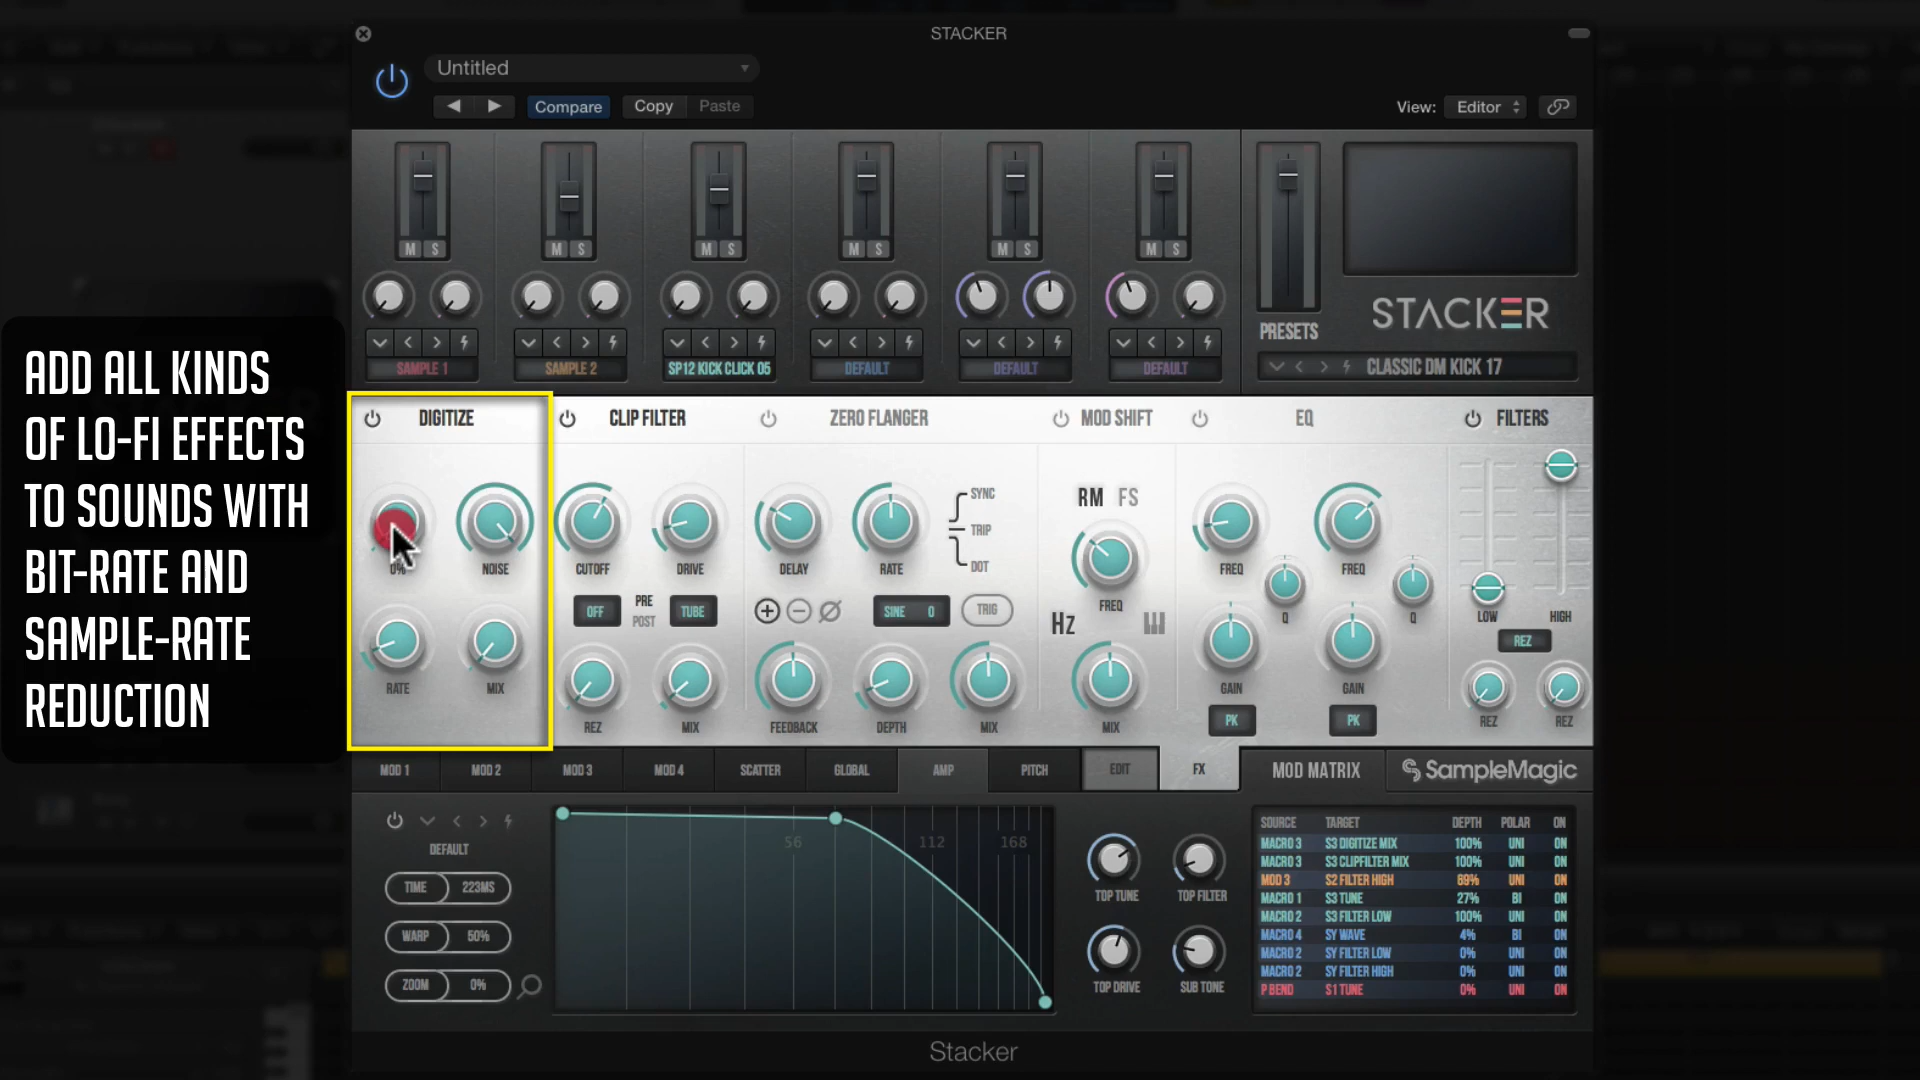 STACKER
Untitled
Compare
Copy
Paste
View:
Editor
M S
M S
M S
M S
M S
M S
STACKER
PRESETS
CLASSIC DM KICK 17
SAMPLE 1
SAMPLE 2
SP12 KICK CLICK 05
DEFAULT
DEFAULT
DEFAULT
ADD ALL KINDS
OF LO-FI EFFECTS
TO SOUNDS WITH
BIT-RATE AND
SAMPLE-RATE
REDUCTION
DIGITIZE
0%
NOISE
RATE
MIX
CLIP FILTER
CUTOFF
DRIVE
OFF
PRE
POST
TUBE
REZ
MIX
ZERO FLANGER
DELAY
RATE
SYNC
TRIP
DOT
SINE 0
TRIG
FEEDBACK
DEPTH
MIX
MOD SHIFT
RM FS
FREQ
Hz
MIX
EQ
FREQ
FREQ
Q
Q
GAIN
GAIN
PK
PK
FILTERS
LOW
HIGH
REZ
REZ
REZ
MOD 1
MOD 2
MOD 3
MOD 4
SCATTER
GLOBAL
AMP
PITCH
EDIT
FX
MOD MATRIX
SampleMagic
DEFAULT
TIME 223MS
WARP 50%
ZOOM 0%
56
112
168
TOP TUNE
TOP FILTER
TOP DRIVE
SUB TONE
SOURCE TARGET DEPTH POLAR ON
MACRO 3 S3 DIGITIZE MIX 100% UNI ON
MACRO 3 S3 CLIPFILTER MIX 100% UNI ON
MOD 3 S2 FILTER HIGH 69% UNI ON
MACRO 1 S3 TUNE 27% BI ON
MACRO 2 S3 FILTER LOW 100% UNI ON
MACRO 4 SY WAVE 4% BI ON
MACRO 2 SY FILTER LOW 0% UNI ON
MACRO 2 SY FILTER HIGH 0% UNI ON
P BEND S1 TUNE 0% UNI ON
Stacker